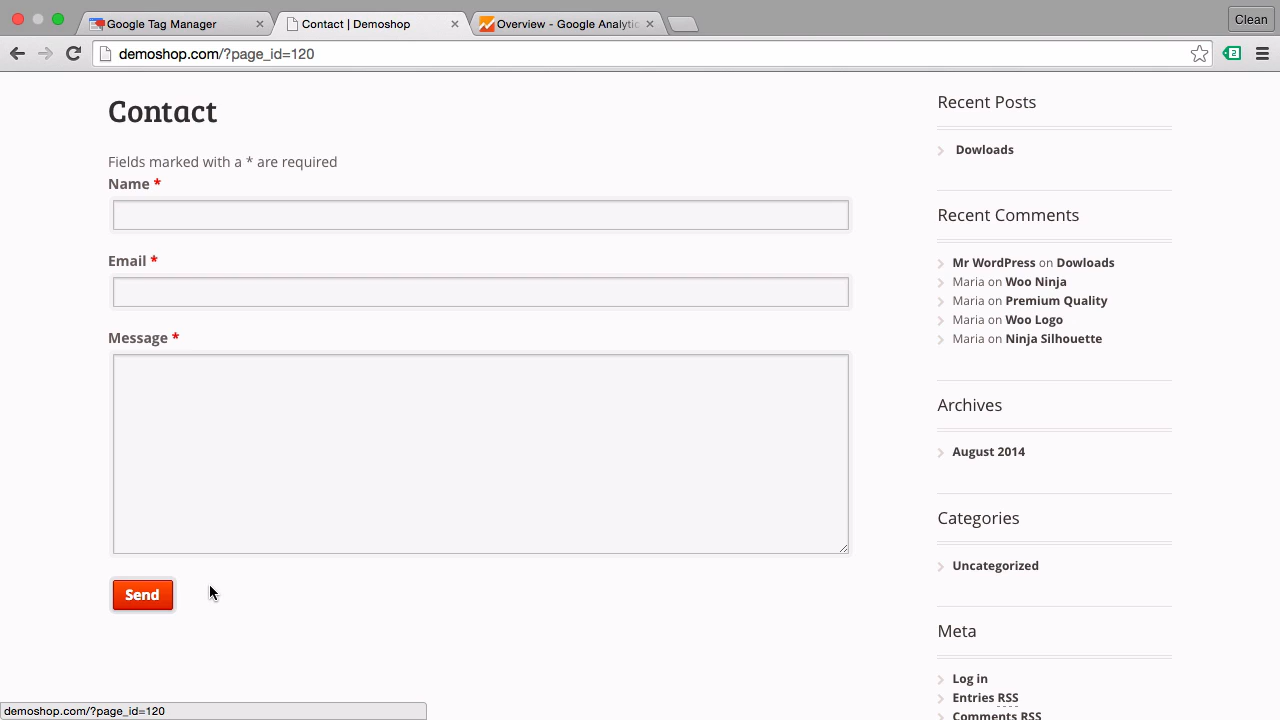 Google Tag Manager
Contact | Demoshop
Overview - Google Analytic
Clean
demoshop.com/?page_id=120
2
Contact
Fields marked with a * are required
Name *
Email *
Message *
Send
Recent Posts
Dowloads
Recent Comments
Mr WordPress on Dowloads
Maria on Woo Ninja
Maria on Premium Quality
Maria on Woo Logo
Maria on Ninja Silhouette
Archives
August 2014
Categories
Uncategorized
Meta
Log in
Entries RSS
Comments RSS
demoshop.com/?page_id=120